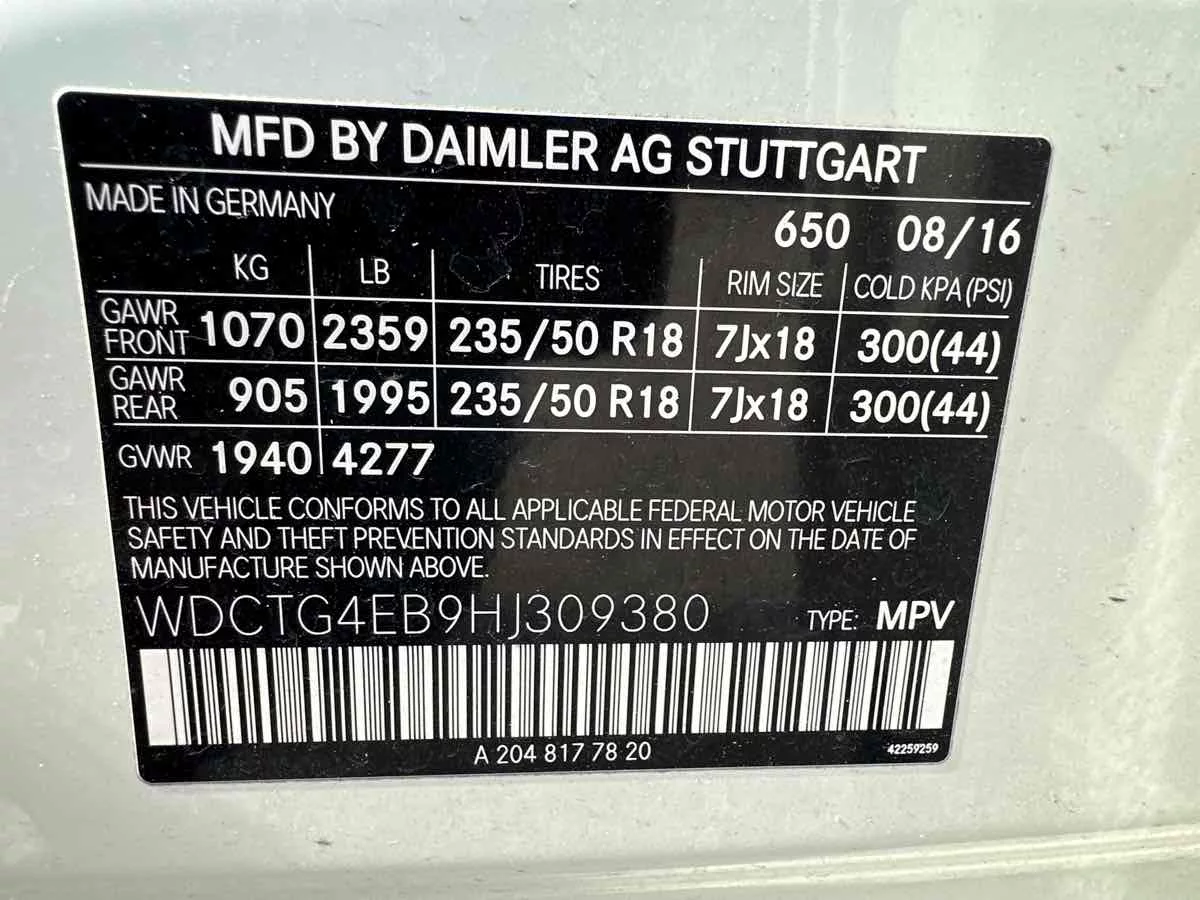 MFD BY DAIMLER AG STUTTGART
MADE IN GERMANY
650 08/16
KG LB TIRES RIM SIZE COLD KPA (PSI)
GAWR FRONT 1070 2359 235/50 R18 7Jx18 300(44)
GAWR REAR 905 1995 235/50 R18 7Jx18 300(44)
GVWR 1940 4277
THIS VEHICLE CONFORMS TO ALL APPLICABLE FEDERAL MOTOR VEHICLE
SAFETY AND THEFT PREVENTION STANDARDS IN EFFECT ON THE DATE OF
MANUFACTURE SHOWN ABOVE.
WDCTG4EB9HJ309380 TYPE: MPV
A 204 817 78 20 42259259